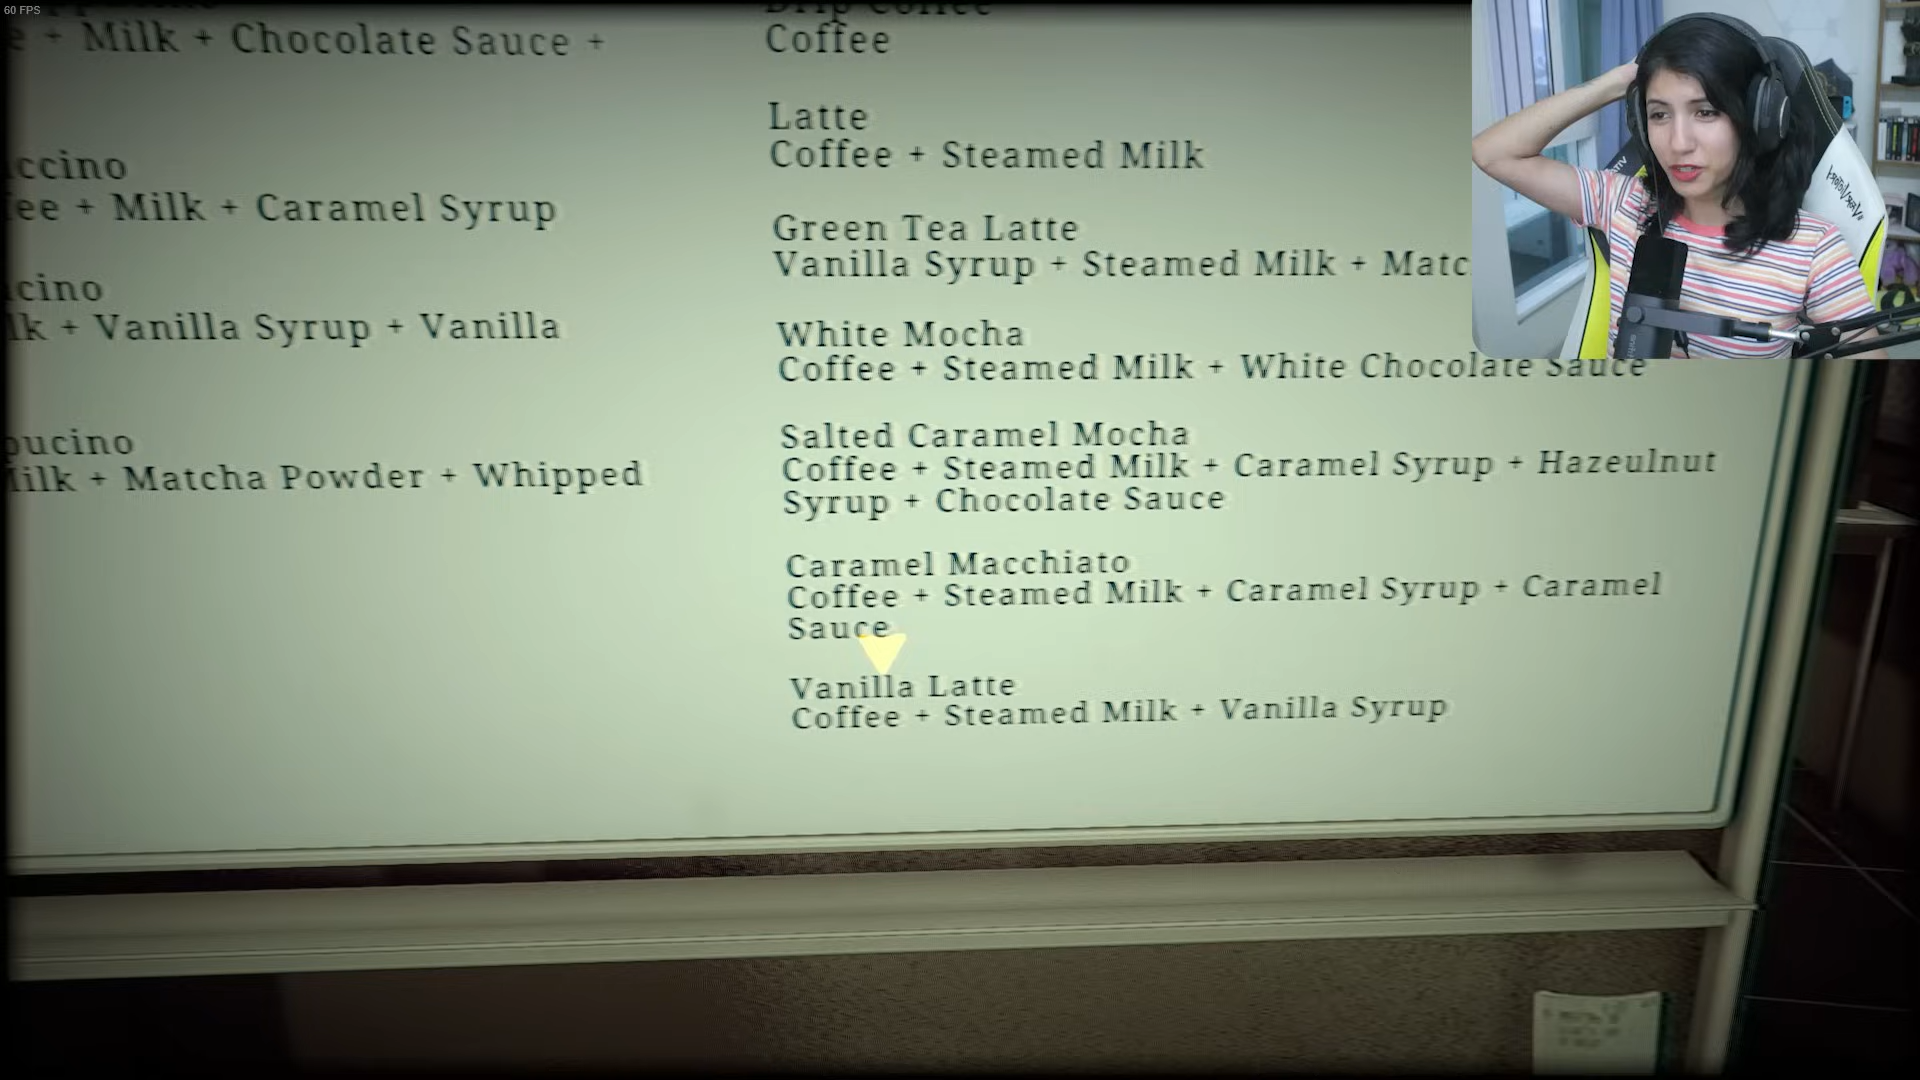 60 FPS
+ Milk + Chocolate Sauce +
ccino
ee + Milk + Caramel Syrup
cino
lk + Vanilla Syrup + Vanilla
pucino
Milk + Matcha Powder + Whipped
Drip Coffee
Coffee
Latte
Coffee + Steamed Milk
Green Tea Latte
Vanilla Syrup + Steamed Milk + Matc
White Mocha
Coffee + Steamed Milk + White Chocolate Sauce
Salted Caramel Mocha
Coffee + Steamed Milk + Caramel Syrup + Hazeulnut
Syrup + Chocolate Sauce
Caramel Macchiato
Coffee + Steamed Milk + Caramel Syrup + Caramel
Sauce
Vanilla Latte
Coffee + Steamed Milk + Vanilla Syrup